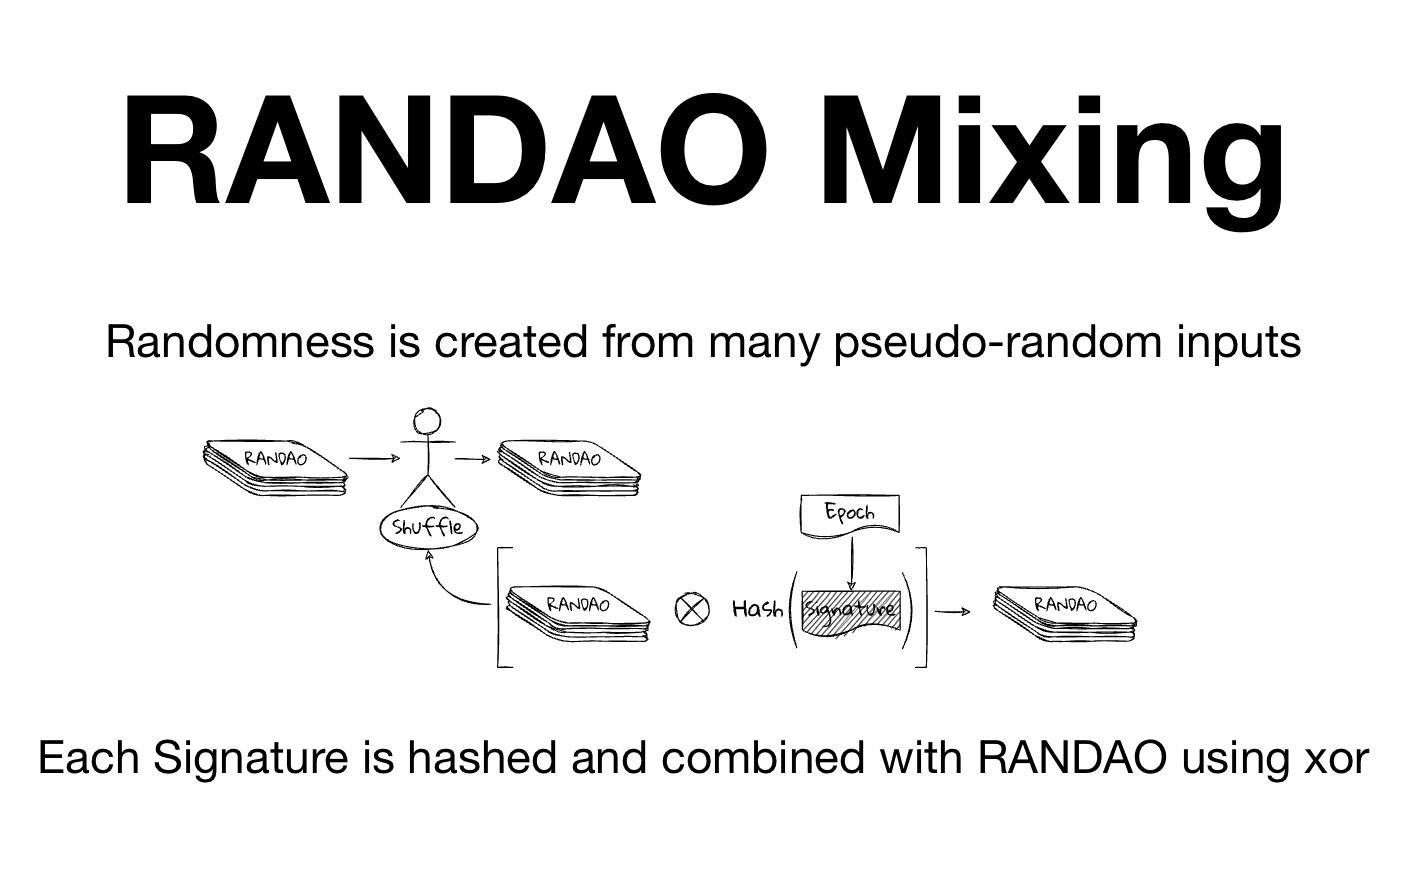 RANDAO Mixing
Randomness is created from many pseudo-random inputs
RANDAO
RANDAO
Shuffle
Epoch
RANDAO
Hash
Signature
RANDAO
Each Signature is hashed and combined with RANDAO using xor